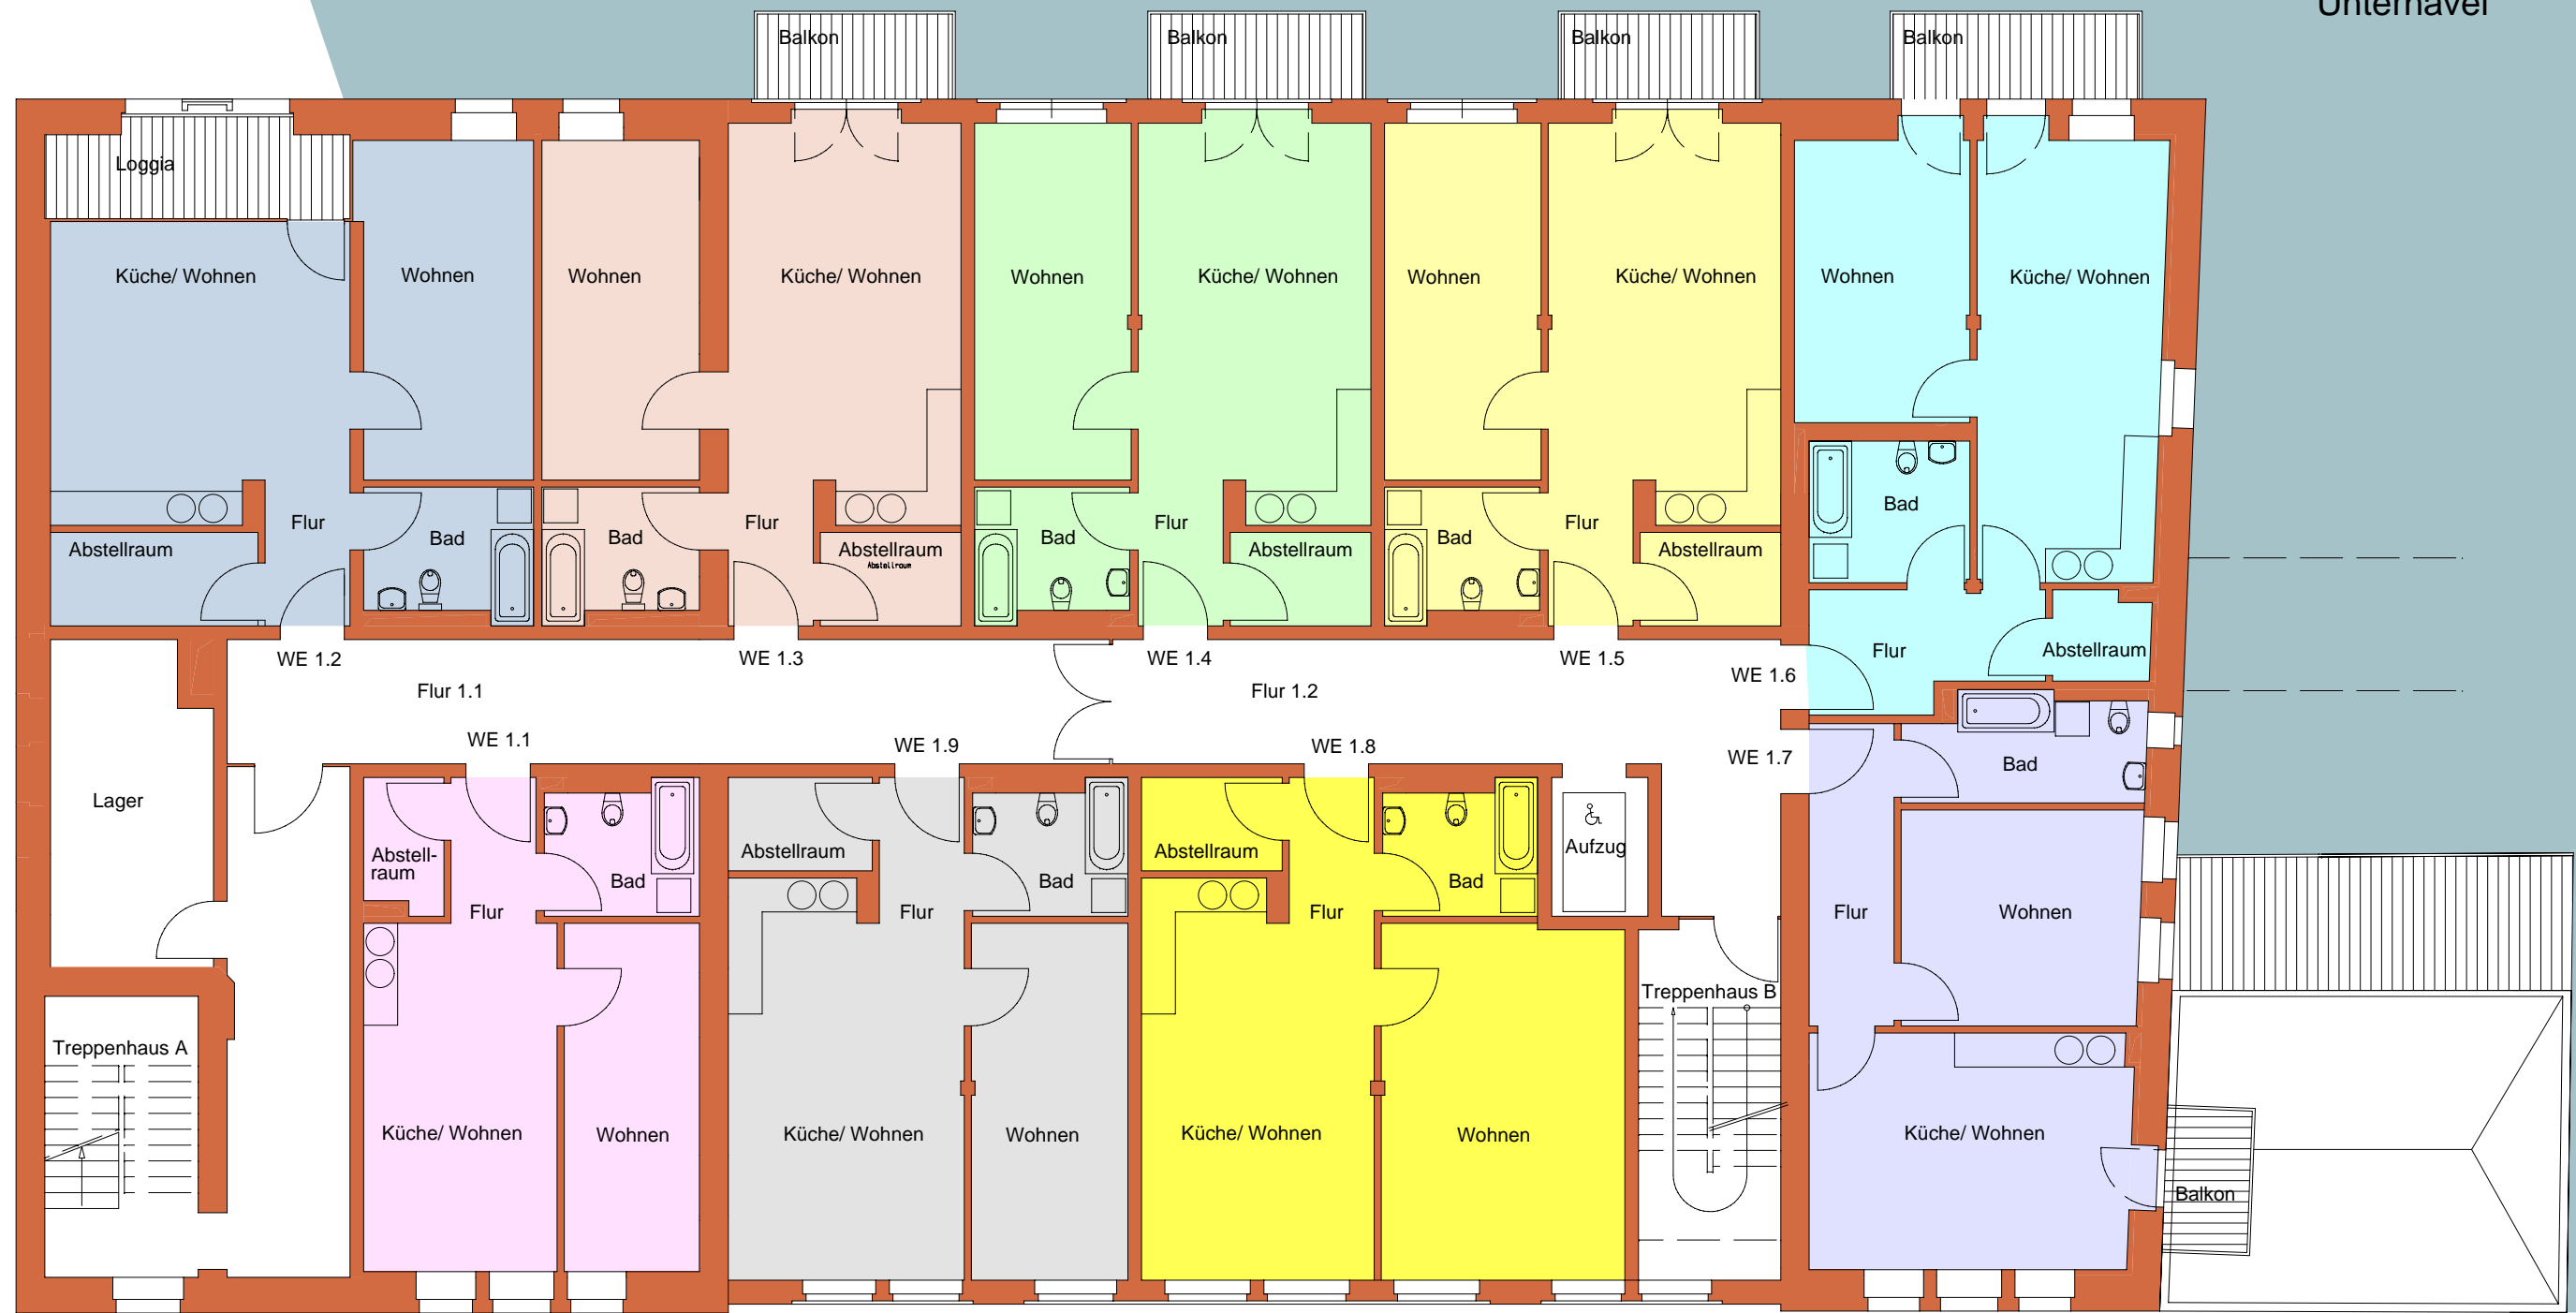 Unterhavel
Balkon
Balkon
Balkon
Balkon
Loggia
Küche/ Wohnen
Wohnen
Wohnen
Küche/ Wohnen
Wohnen
Küche/ Wohnen
Wohnen
Küche/ Wohnen
Wohnen
Küche/ Wohnen
Flur
Bad
Abstellraum
Bad
Flur
Abstellraum
Abstellraum
Bad
Flur
Abstellraum
Bad
Flur
Abstellraum
Bad
Flur
Abstellraum
WE 1.2
WE 1.3
WE 1.4
WE 1.5
WE 1.6
Flur 1.1
Flur 1.2
WE 1.1
WE 1.9
WE 1.8
WE 1.7
Lager
Abstell-
raum
Bad
Flur
Abstellraum
Bad
Flur
Abstellraum
Bad
Flur
Aufzug
Bad
Flur
Wohnen
Treppenhaus A
Treppenhaus B
Küche/ Wohnen
Wohnen
Küche/ Wohnen
Wohnen
Küche/ Wohnen
Wohnen
Küche/ Wohnen
Balkon